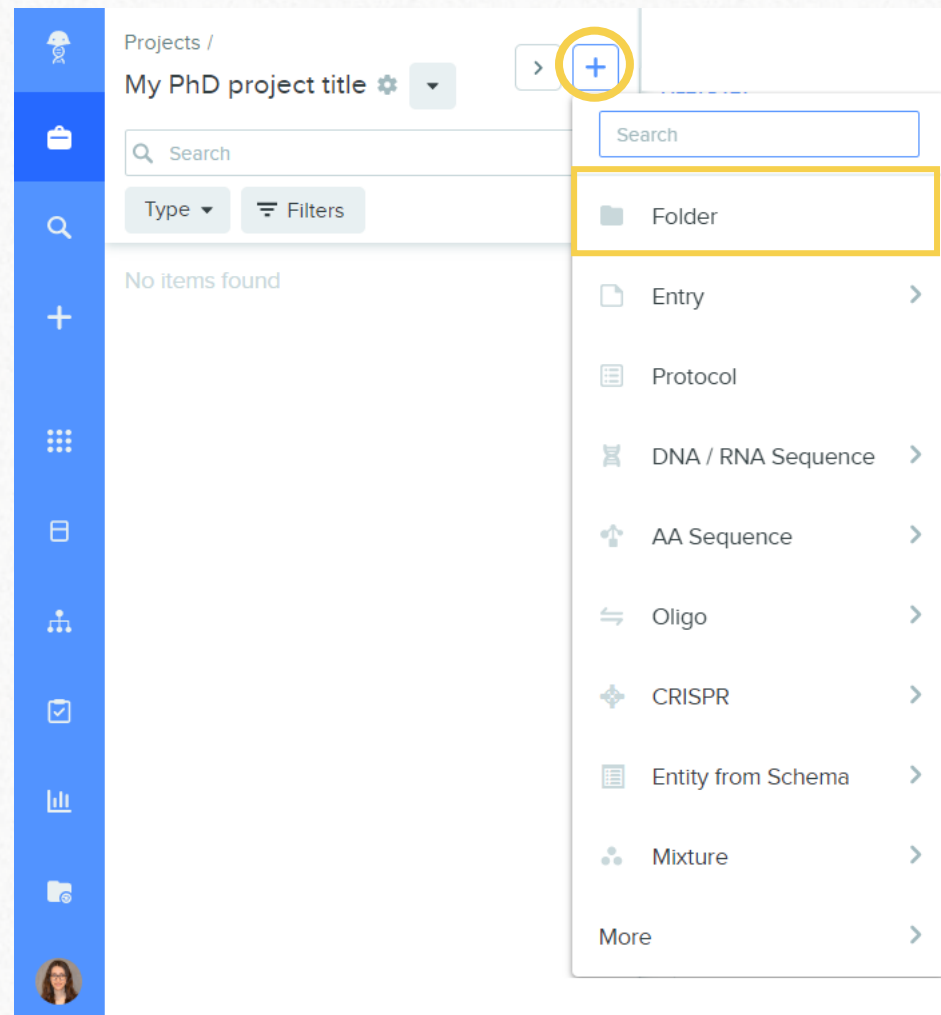 Projects /
My PhD project title
Search
Type
Filters
No items found
Search
Folder
Entry
Protocol
DNA / RNA Sequence
AA Sequence
Oligo
CRISPR
Entity from Schema
Mixture
More